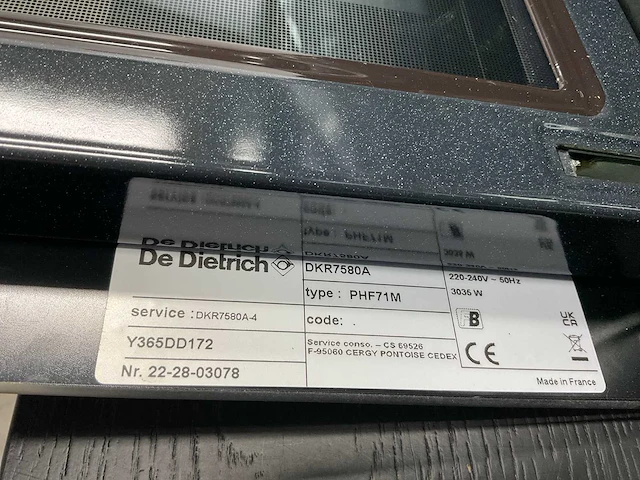 De Dietrich
DKR7580A
220-240V ~ 50Hz
type : PHF71M
3035 W
service : DKR7580A-4
code: .
Y365DD172
Service conso. – CS 69526
F-95060 CERGY PONTOISE CEDEX
Nr. 22-28-03078
CE
UK CA
Made in France